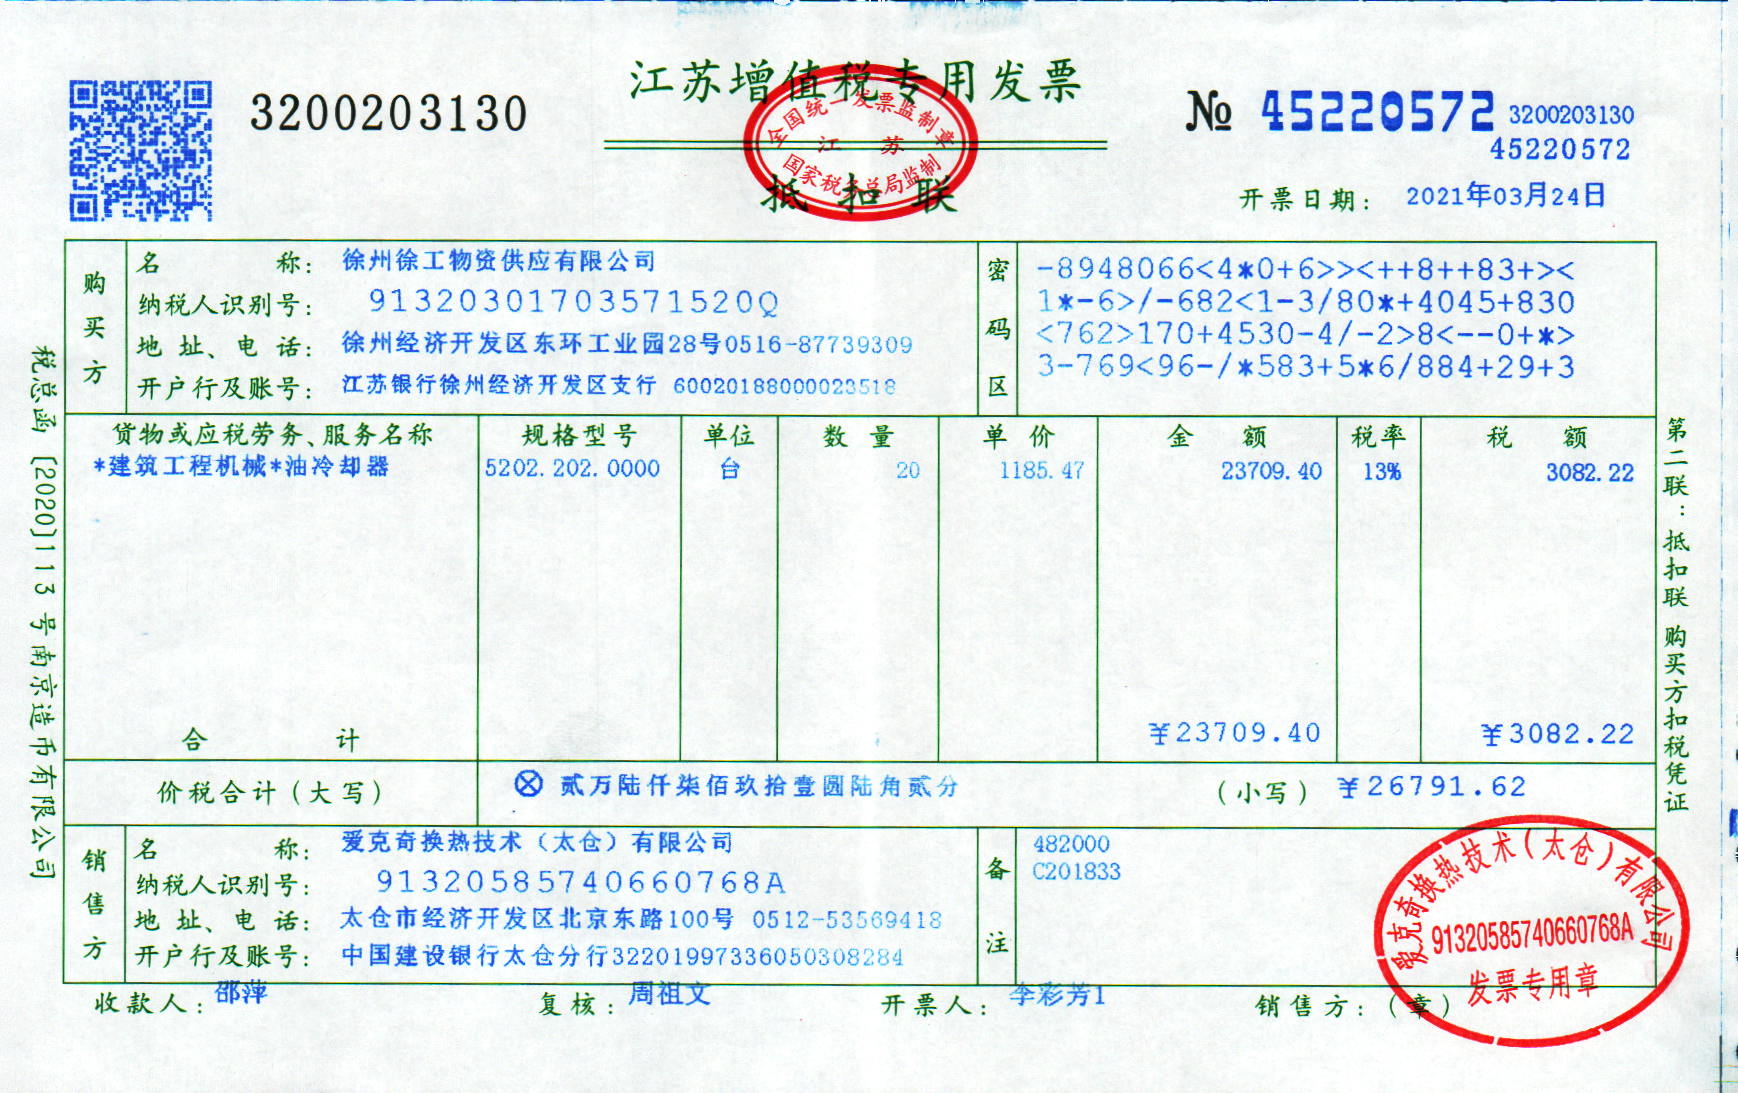 江苏增值税专用发票
全国统一发票监制章
江苏
国家税务总局监制
抵扣联
3200203130
№ 45220572
3200203130
45220572
开票日期： 2021年03月24日
购买方
名称： 徐州徐工物资供应有限公司
纳税人识别号： 91320301703571520Q
地址、电话： 徐州经济开发区东环工业园28号0516-87739309
开户行及账号： 江苏银行徐州经济开发区支行 60020188000023518
密码区
-8948066<4*0+6>><++8++83+><
1*-6>/-682<1-3/80*+4045+830
<762>170+4530-4/-2>8<--0+*>
3-769<96-/*583+5*6/884+29+3
货物或应税劳务、服务名称 规格型号 单位 数量 单价 金额 税率 税额
*建筑工程机械*油冷却器 5202.202.0000 台 20 1185.47 23709.40 13% 3082.22
合计 ￥23709.40 ￥3082.22
价税合计（大写） ⊗ 贰万陆仟柒佰玖拾壹圆陆角贰分 （小写） ￥26791.62
销售方
名称： 爱克奇换热技术（太仓）有限公司
纳税人识别号： 91320585740660768A
地址、电话： 太仓市经济开发区北京东路100号 0512-53569418
开户行及账号： 中国建设银行太仓分行32201997336050308284
备注
482000
C201833
收款人： 邵萍 复核： 周祖文 开票人： 李彩芳1 销售方：（章）
爱克奇换热技术（太仓）有限公司
91320585740660768A
发票专用章
税总函〔2020〕113号南京造币有限公司
第二联：抵扣联 购买方扣税凭证